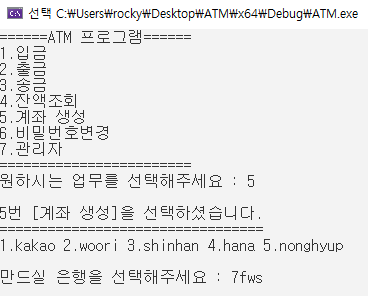 선택 C:₩Users₩rocky₩Desktop₩ATM₩x64₩Debug₩ATM.exe
======ATM 프로그램======
1.입금
2.출금
3.송금
4.잔액조회
5.계좌 생성
6.비밀번호변경
7.관리자
========================
원하시는 업무를 선택해주세요 : 5
5번 [계좌 생성]을 선택하셨습니다.
=================================
1.kakao 2.woori 3.shinhan 4.hana 5.nonghyup
만드실 은행을 선택해주세요 : 7fws